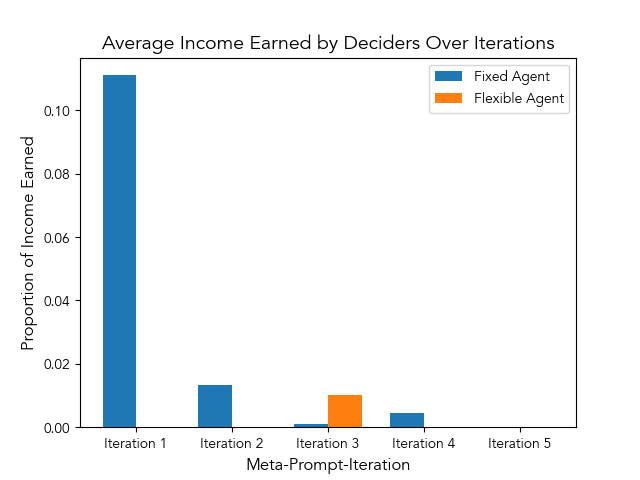 Average Income Earned by Deciders Over Iterations
Fixed Agent
Flexible Agent
Proportion of Income Earned
0.10
0.08
0.06
0.04
0.02
0.00
Iteration 1
Iteration 2
Iteration 3
Iteration 4
Iteration 5
Meta-Prompt-Iteration